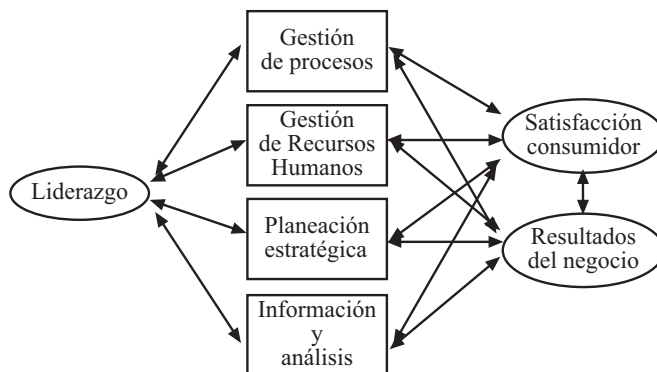 Gestión
de procesos
Gestión
de Recursos
Humanos
Liderazgo
Planeación
estratégica
Información
y
análisis
Satisfacción
consumidor
Resultados
del negocio